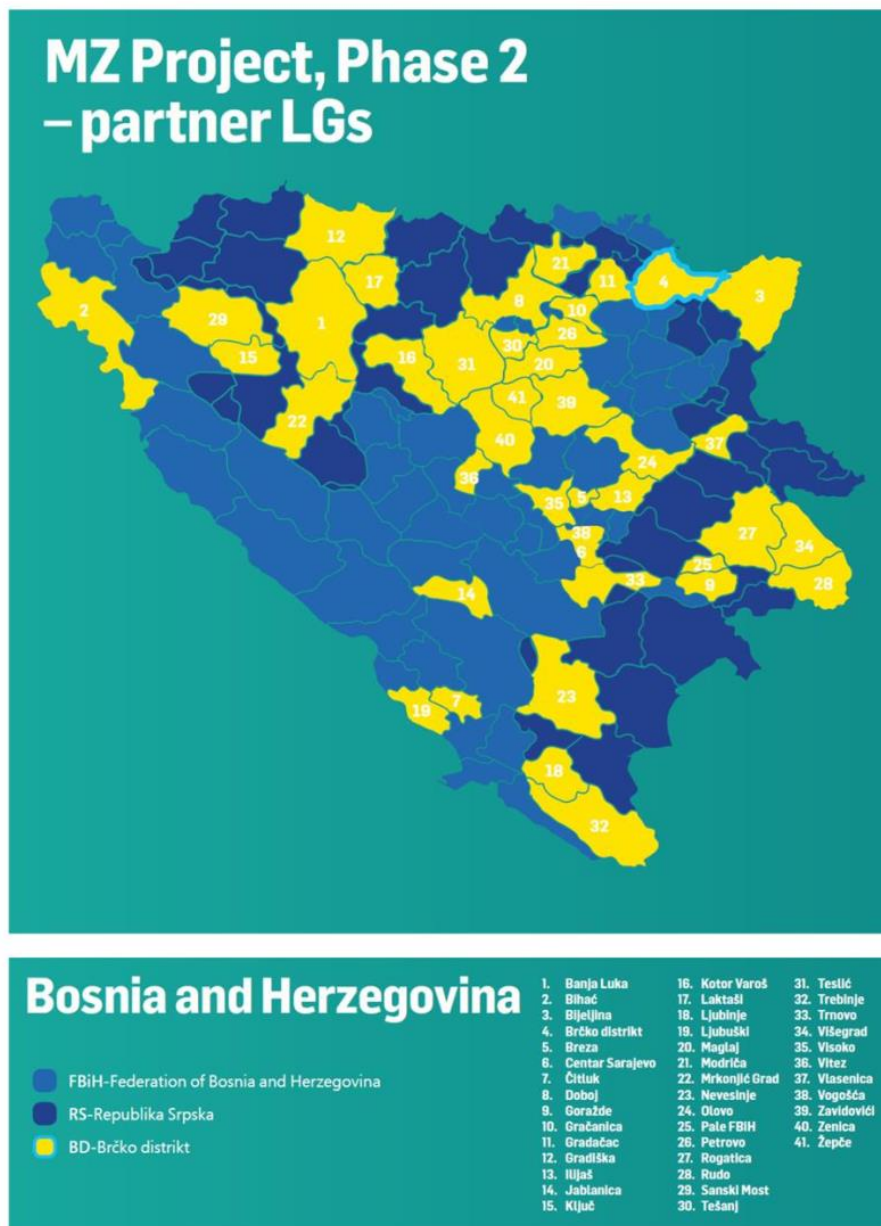 MZ Project, Phase 2
– partner LGs
12
21
17
11
4
2
8
3
29
1
10
26
30
15
16
31
20
41
39
22
40
37
24
36
35
5
13
38
27
6
34
25
33
9
28
14
23
7
19
18
32
Bosnia and Herzegovina
FBiH-Federation of Bosnia and Herzegovina
RS-Republika Srpska
BD-Brčko distrikt
1. Banja Luka
2. Bihać
3. Bijeljina
4. Brčko distrikt
5. Breza
6. Centar Sarajevo
7. Čitluk
8. Doboj
9. Goražde
10. Gračanica
11. Gradačac
12. Gradiška
13. Ilijaš
14. Jablanica
15. Ključ
16. Kotor Varoš
17. Laktaši
18. Ljubinje
19. Ljubuški
20. Maglaj
21. Modriča
22. Mrkonjić Grad
23. Nevesinje
24. Olovo
25. Pale FBiH
26. Petrovo
27. Rogatica
28. Rudo
29. Sanski Most
30. Tešanj
31. Teslić
32. Trebinje
33. Trnovo
34. Višegrad
35. Visoko
36. Vitez
37. Vlasenica
38. Vogošća
39. Zavidovići
40. Zenica
41. Žepče